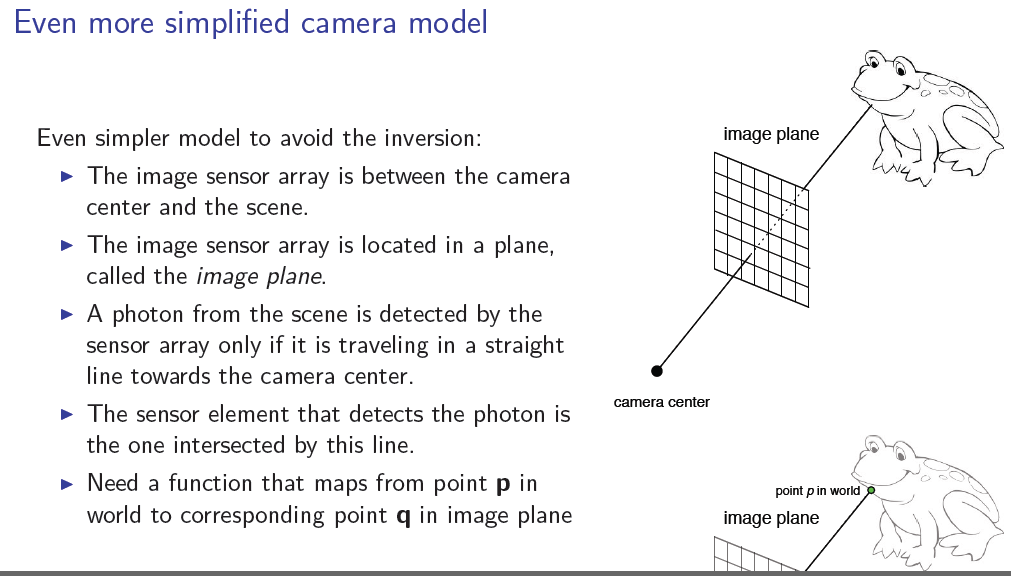 Even more simplified camera model
Even simpler model to avoid the inversion:
▶ The image sensor array is between the camera
center and the scene.
▶ The image sensor array is located in a plane,
called the image plane.
▶ A photon from the scene is detected by the
sensor array only if it is traveling in a straight
line towards the camera center.
▶ The sensor element that detects the photon is
the one intersected by this line.
▶ Need a function that maps from point p in
world to corresponding point q in image plane
image plane
camera center
point p in world
image plane